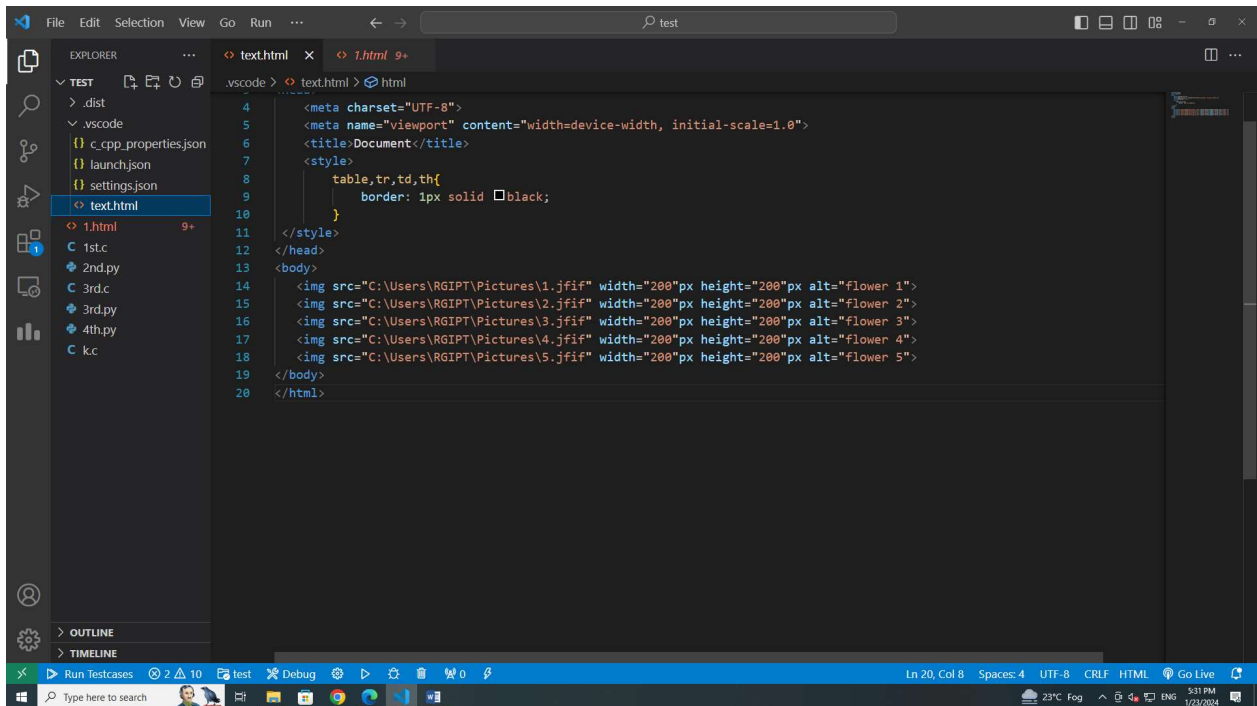 File Edit Selection View Go Run ··· test
EXPLORER ···
text.html
1.html 9+
TEST
.vscode > text.html > html
.dist
.vscode
c_cpp_properties.json
launch.json
settings.json
text.html
1.html 9+
1st.c
2nd.py
3rd.c
3rd.py
4th.py
k.c
4 <meta charset="UTF-8">
5 <meta name="viewport" content="width=device-width, initial-scale=1.0">
6 <title>Document</title>
7 <style>
8 table,tr,td,th{
9 border: 1px solid black;
10 }
11 </style>
12 </head>
13 <body>
14 <img src="C:\Users\RGIPT\Pictures\1.jfif" width="200"px height="200"px alt="flower 1">
15 <img src="C:\Users\RGIPT\Pictures\2.jfif" width="200"px height="200"px alt="flower 2">
16 <img src="C:\Users\RGIPT\Pictures\3.jfif" width="200"px height="200"px alt="flower 3">
17 <img src="C:\Users\RGIPT\Pictures\4.jfif" width="200"px height="200"px alt="flower 4">
18 <img src="C:\Users\RGIPT\Pictures\5.jfif" width="200"px height="200"px alt="flower 5">
19 </body>
20 </html>
1
OUTLINE
TIMELINE
Run Testcases 2 10 test Debug 0 Ln 20, Col 8 Spaces: 4 UTF-8 CRLF HTML Go Live
Type here to search 23°C Fog ENG 5:31 PM
1/23/2024